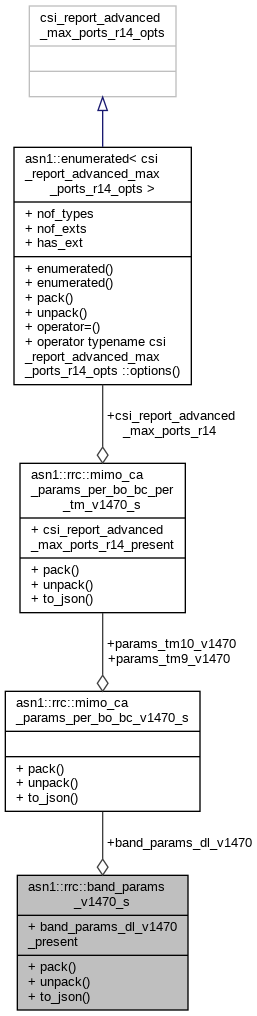 csi_report_advanced
_max_ports_r14_opts
asn1::enumerated< csi
_report_advanced_max
_ports_r14_opts >
+ nof_types
+ nof_exts
+ has_ext
+ enumerated()
+ enumerated()
+ pack()
+ unpack()
+ operator=()
+ operator typename csi
_report_advanced_max
_ports_r14_opts ::options()
+csi_report_advanced
_max_ports_r14
asn1::rrc::mimo_ca
_params_per_bo_bc_per
_tm_v1470_s
+ csi_report_advanced
_max_ports_r14_present
+ pack()
+ unpack()
+ to_json()
+params_tm10_v1470
+params_tm9_v1470
asn1::rrc::mimo_ca
_params_per_bo_bc_v1470_s
+ pack()
+ unpack()
+ to_json()
+band_params_dl_v1470
asn1::rrc::band_params
_v1470_s
+ band_params_dl_v1470
_present
+ pack()
+ unpack()
+ to_json()